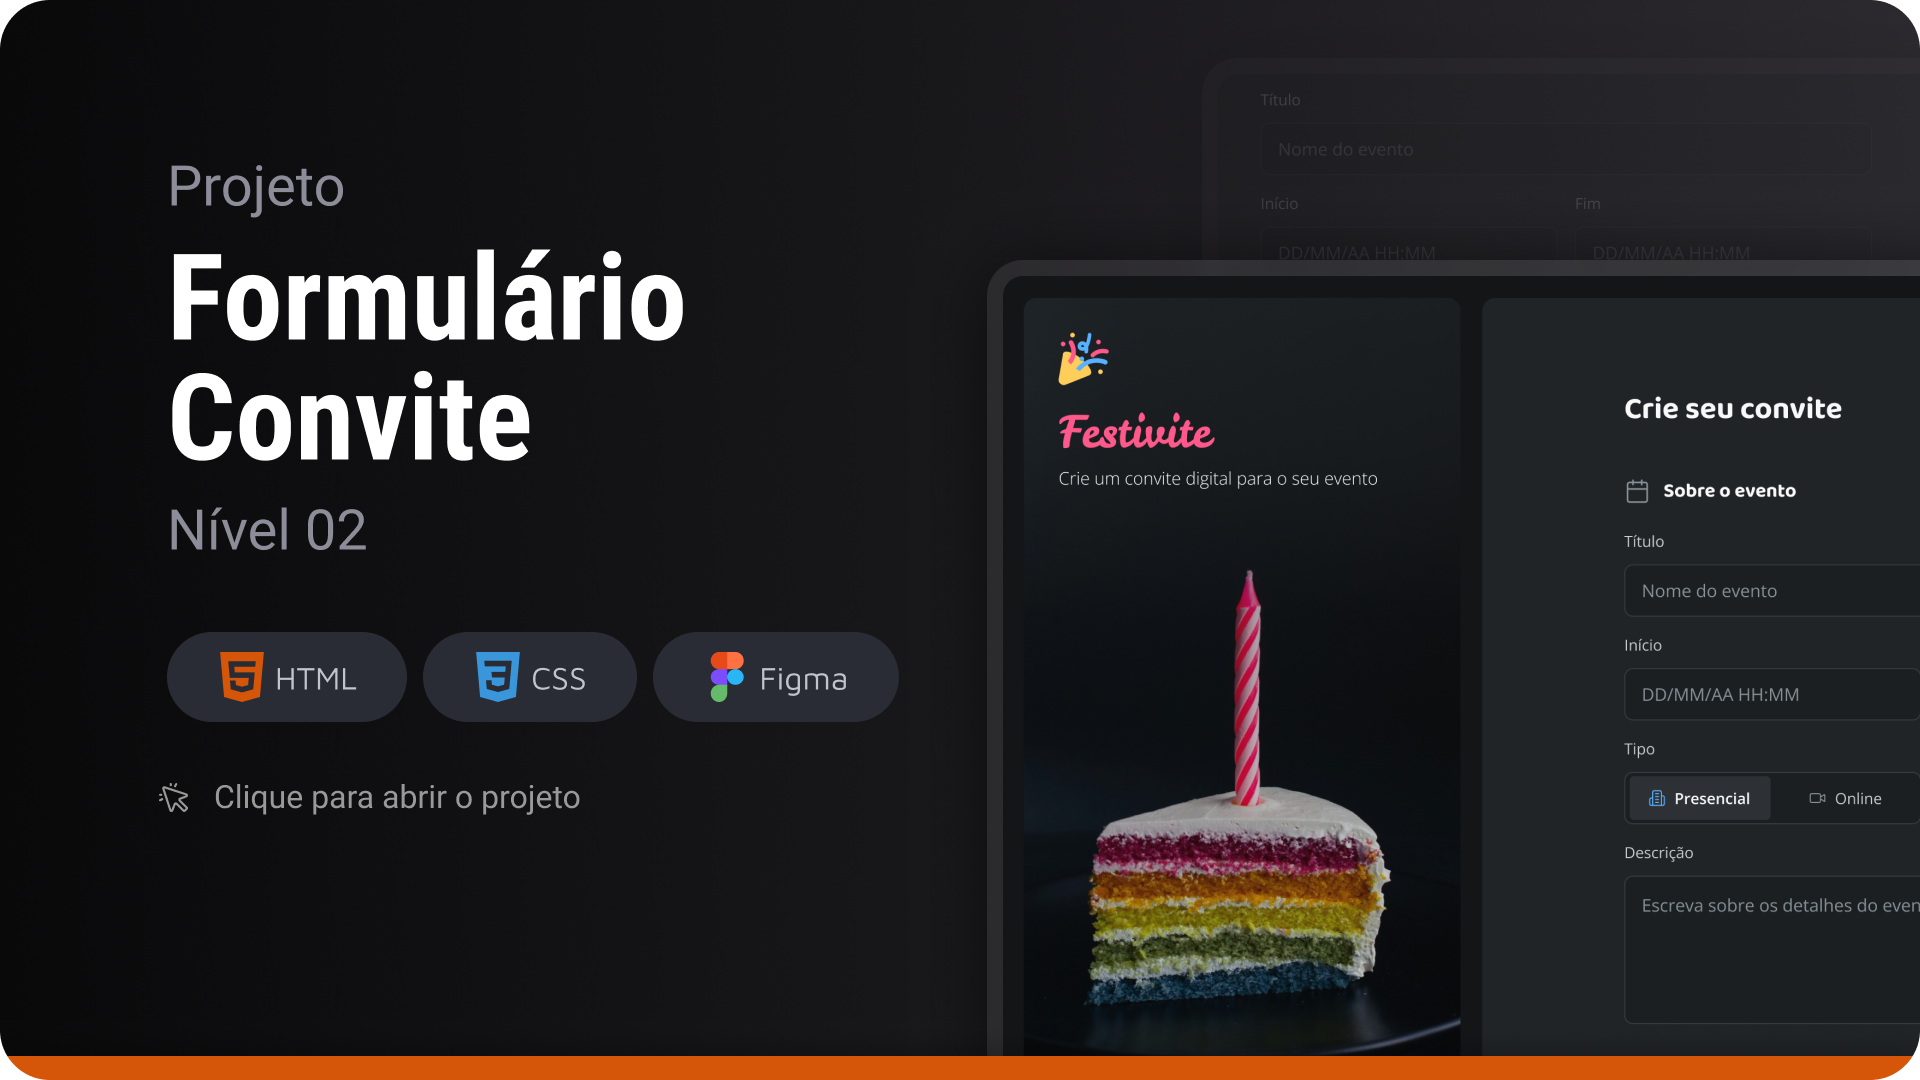 Projeto
Formulário
Convite
Nível 02
HTML
CSS
Figma
Clique para abrir o projeto
Título
Nome do evento
Início
Fim
DD/MM/AA HH:MM
DD/MM/AA HH:MM
Festivite
Crie um convite digital para o seu evento
Crie seu convite
Sobre o evento
Título
Nome do evento
Início
DD/MM/AA HH:MM
Tipo
Presencial
Online
Descrição
Escreva sobre os detalhes do even